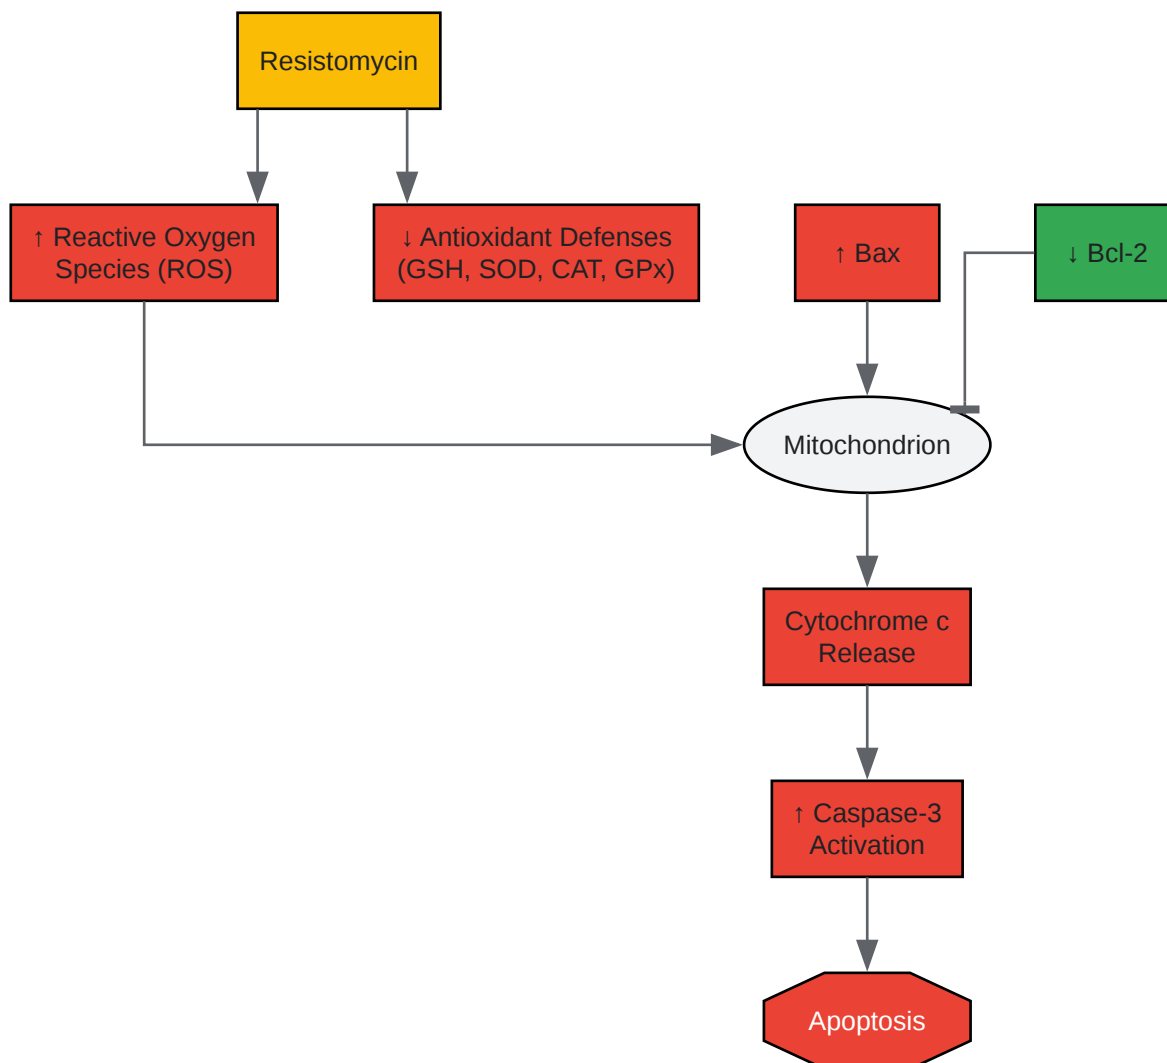 Resistomycin
↑ Reactive Oxygen
Species (ROS)
↓ Antioxidant Defenses
(GSH, SOD, CAT, GPx)
↑ Bax
↓ Bcl-2
Mitochondrion
Cytochrome c
Release
↑ Caspase-3
Activation
Apoptosis